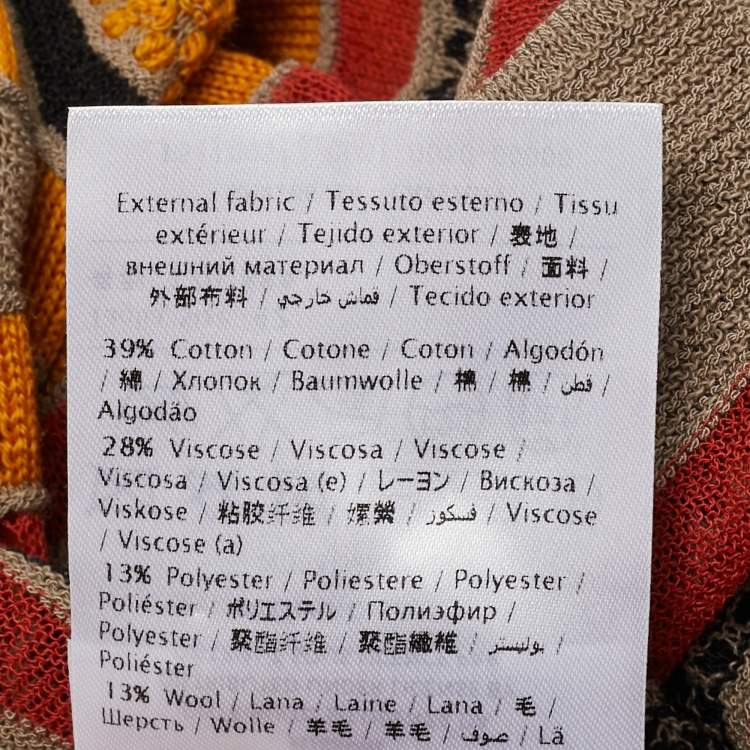 External fabric / Tessuto esterno / Tissu
extérieur / Tejido exterior / 表地 /
внешний материал / Oberstoff / 面料 /
外部布料 / قماش خارجي / Tecido exterior
39% Cotton / Cotone / Coton / Algodón
/ 綿 / Хлопок / Baumwolle / 棉 / 棉 / قطن /
Algodão
28% Viscose / Viscosa / Viscose /
Viscosa / Viscosa (e) / レーヨン / Вискоза /
Viskose / 粘胶纤维 / 嫘縈 / فسكوز / Viscose
/ Viscose (a)
13% Polyester / Poliestere / Polyester /
Poliéster / ポリエステル / Полиэфир /
Polyester / 聚酯纤维 / 聚酯纖維 / بوليستر /
Poliéster
13% Wool / Lana / Laine / Lana / 毛 /
Шерсть / Wolle / 羊毛 / 羊毛 / صوف / Lã